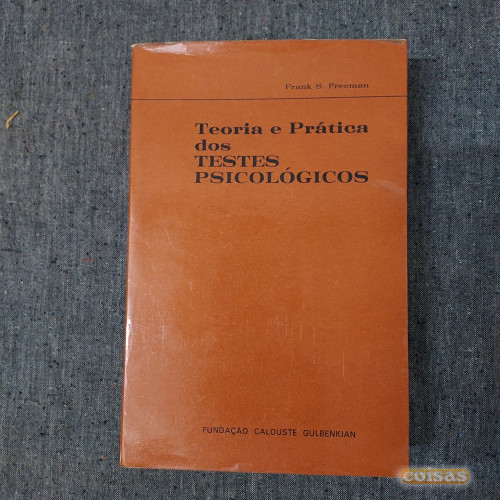 Frank S. Freeman
Teoria e Prática
dos
TESTES
PSICOLÓGICOS
FUNDAÇÃO CALOUSTE GULBENKIAN
coisas